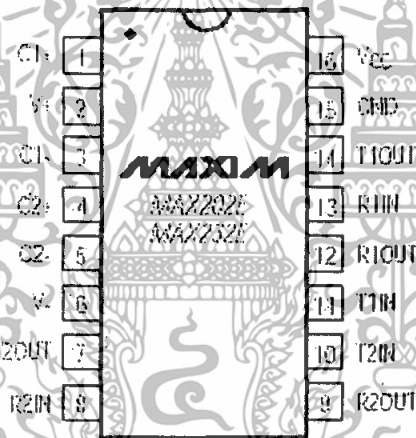 C1+ 1 16 VCC
V+ 2 15 GND
C1- 3 14 T1OUT
C2+ 4 13 R1IN
C2- 5 12 R1OUT
V- 6 11 T1IN
T2OUT 7 10 T2IN
R2IN 8 9 R2OUT
MAXIM
MAX202E
MAX232E